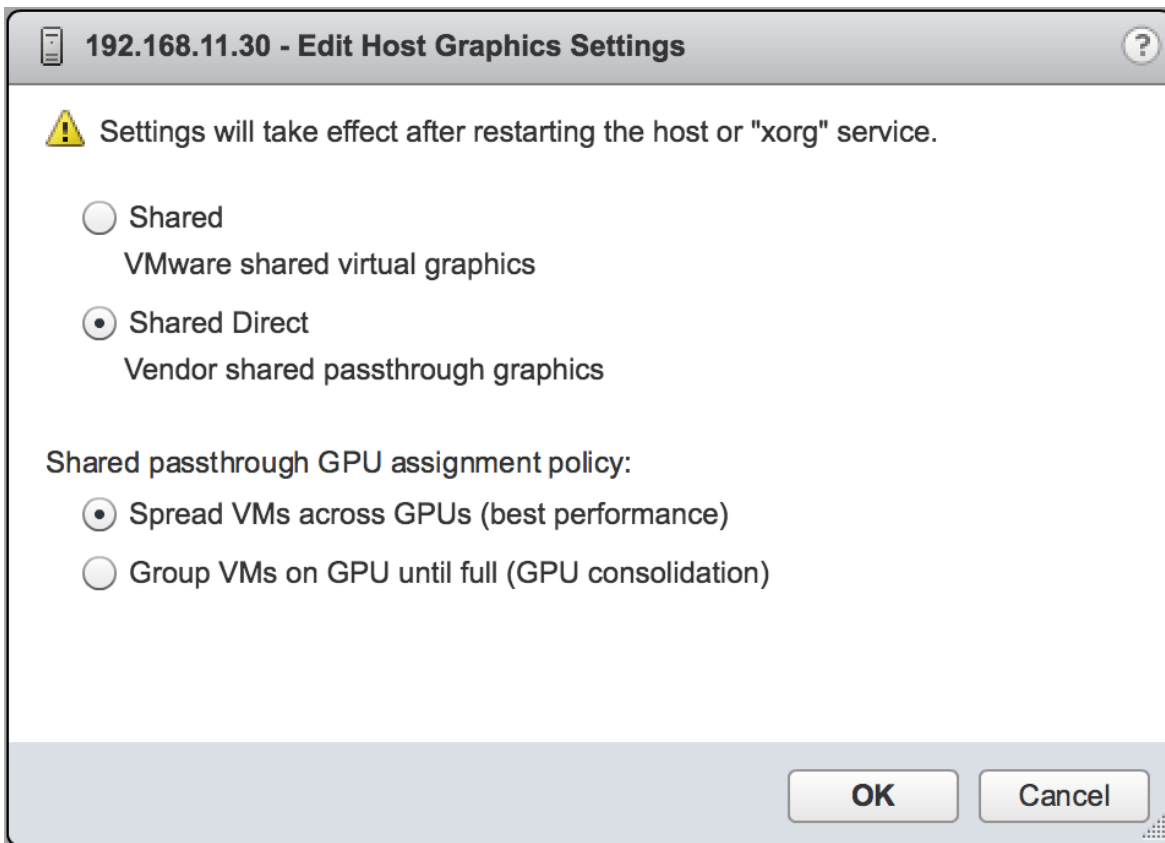 192.168.11.30 - Edit Host Graphics Settings
?
Settings will take effect after restarting the host or "xorg" service.
Shared
VMware shared virtual graphics
Shared Direct
Vendor shared passthrough graphics
Shared passthrough GPU assignment policy:
Spread VMs across GPUs (best performance)
Group VMs on GPU until full (GPU consolidation)
OK
Cancel